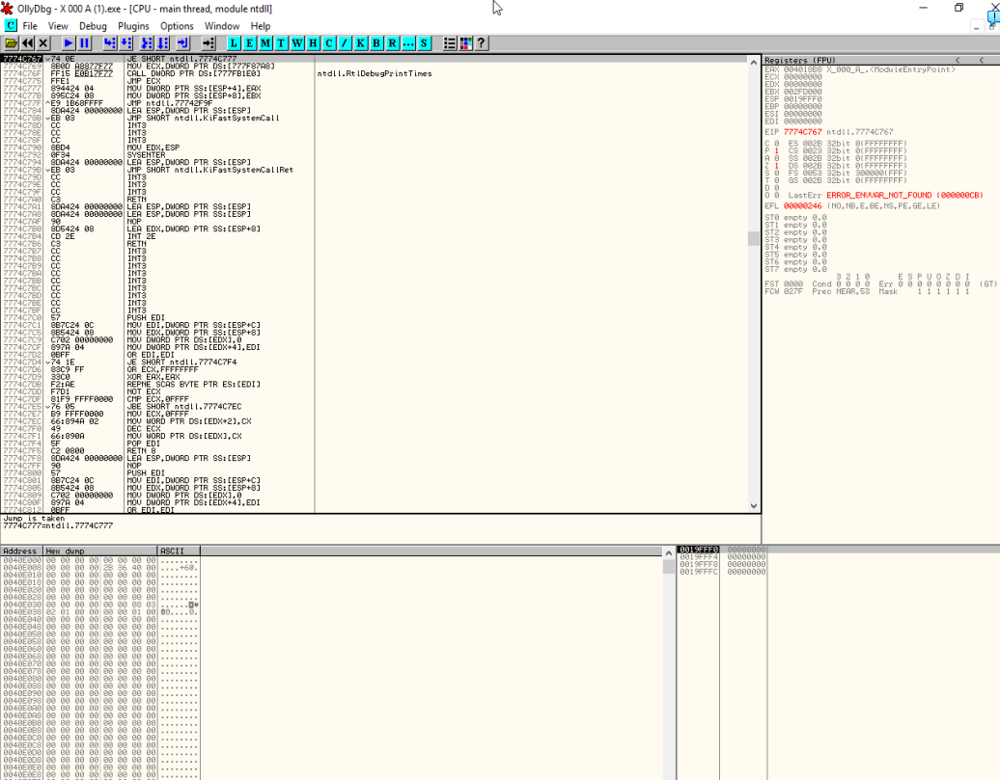 OllyDbg - X 000 A (1).exe - [CPU - main thread, module ntdll]
C File View Debug Plugins Options Window Help
L E M T W H C / K B R ... S ?
7774C767 74 0E JE SHORT ntdll.7774C777
7774C769 8B0D A8877F77 MOV ECX,DWORD PTR DS:[777F87A8]
7774C76F FF15 E0B17F77 CALL DWORD PTR DS:[777FB1E0] ntdll.RtlDebugPrintTimes
7774C775 FFE1 JMP ECX
7774C777 894424 04 MOV DWORD PTR SS:[ESP+4],EAX
7774C77B 895C24 08 MOV DWORD PTR SS:[ESP+8],EBX
7774C77F ^E9 1B68FFFF JMP ntdll.77742F9F
7774C784 8DA424 00000000 LEA ESP,DWORD PTR SS:[ESP]
7774C78B EB 03 JMP SHORT ntdll.KiFastSystemCall
7774C78D CC INT3
7774C78E CC INT3
7774C78F CC INT3
7774C790 8BD4 MOV EDX,ESP
7774C792 0F34 SYSENTER
7774C794 8DA424 00000000 LEA ESP,DWORD PTR SS:[ESP]
7774C79B EB 03 JMP SHORT ntdll.KiFastSystemCallRet
7774C79D CC INT3
7774C79E CC INT3
7774C79F CC INT3
7774C7A0 C3 RETN
7774C7A1 8DA424 00000000 LEA ESP,DWORD PTR SS:[ESP]
7774C7A8 8DA424 00000000 LEA ESP,DWORD PTR SS:[ESP]
7774C7AF 90 NOP
7774C7B0 8D5424 08 LEA EDX,DWORD PTR SS:[ESP+8]
7774C7B4 CD 2E INT 2E
7774C7B6 C3 RETN
7774C7B7 CC INT3
7774C7B8 CC INT3
7774C7B9 CC INT3
7774C7BA CC INT3
7774C7BB CC INT3
7774C7BC CC INT3
7774C7BD CC INT3
7774C7BE CC INT3
7774C7BF CC INT3
7774C7C0 57 PUSH EDI
7774C7C1 8B7C24 0C MOV EDI,DWORD PTR SS:[ESP+C]
7774C7C5 8B5424 08 MOV EDX,DWORD PTR SS:[ESP+8]
7774C7C9 C702 00000000 MOV DWORD PTR DS:[EDX],0
7774C7CF 897A 04 MOV DWORD PTR DS:[EDX+4],EDI
7774C7D2 0BFF OR EDI,EDI
7774C7D4 74 1E JE SHORT ntdll.7774C7F4
7774C7D6 83C9 FF OR ECX,FFFFFFFF
7774C7D9 33C0 XOR EAX,EAX
7774C7DB F2:AE REPNE SCAS BYTE PTR ES:[EDI]
7774C7DD F7D1 NOT ECX
7774C7DF 81F9 FFFF0000 CMP ECX,0FFFF
7774C7E5 76 05 JBE SHORT ntdll.7774C7EC
7774C7E7 B9 FFFF0000 MOV ECX,0FFFF
7774C7EC 66:894A 02 MOV WORD PTR DS:[EDX+2],CX
7774C7F0 49 DEC ECX
7774C7F1 66:890A MOV WORD PTR DS:[EDX],CX
7774C7F4 5F POP EDI
7774C7F5 C2 0800 RETN 8
7774C7F8 8DA424 00000000 LEA ESP,DWORD PTR SS:[ESP]
7774C7FF 90 NOP
7774C800 57 PUSH EDI
7774C801 8B7C24 0C MOV EDI,DWORD PTR SS:[ESP+C]
7774C805 8B5424 08 MOV EDX,DWORD PTR SS:[ESP+8]
7774C809 C702 00000000 MOV DWORD PTR DS:[EDX],0
7774C80F 897A 04 MOV DWORD PTR DS:[EDX+4],EDI
7774C812 0BFF OR EDI,EDI
Jump is taken
7774C777=ntdll.7774C777
Registers (FPU) < <
EAX 004018B8 X_000_A_.<ModuleEntryPoint>
ECX 00000000
EDX 00000000
EBX 002FD000
ESP 0019FFF0
EBP 00000000
ESI 00000000
EDI 00000000
EIP 7774C767 ntdll.7774C767
C 0 ES 002B 32bit 0(FFFFFFFF)
P 1 CS 0023 32bit 0(FFFFFFFF)
A 0 SS 002B 32bit 0(FFFFFFFF)
Z 1 DS 002B 32bit 0(FFFFFFFF)
S 0 FS 0053 32bit 300000(FFF)
T 0 GS 002B 32bit 0(FFFFFFFF)
D 0
O 0 LastErr ERROR_ENVVAR_NOT_FOUND (000000CB)
EFL 00000246 (NO,NB,E,BE,NS,PE,GE,LE)
ST0 empty 0.0
ST1 empty 0.0
ST2 empty 0.0
ST3 empty 0.0
ST4 empty 0.0
ST5 empty 0.0
ST6 empty 0.0
ST7 empty 0.0
3 2 1 0 E S P U O Z D I
FST 0000 Cond 0 0 0 0 Err 0 0 0 0 0 0 0 0 (GT)
FCW 027F Prec NEAR,53 Mask 1 1 1 1 1 1
Address Hex dump ASCII
0040E000 00 00 00 00 00 00 00 00 ........
0040E008 00 00 00 00 2B 36 40 00 ....+6@.
0040E010 00 00 00 00 00 00 00 00 ........
0040E018 00 00 00 00 00 00 00 00 ........
0040E020 00 00 00 00 00 00 00 00 ........
0040E028 00 00 00 00 00 00 00 00 ........
0040E030 00 00 00 00 00 00 08 03 ......◘♥
0040E038 02 01 00 00 00 00 01 00
0040E040 00 00 00 00 00 00 00 00 ........
0040E048 00 00 00 00 00 00 00 00 ........
0040E050 00 00 00 00 00 00 00 00 ........
0040E058 00 00 00 00 00 00 00 00 ........
0040E060 00 00 00 00 00 00 00 00 ........
0040E068 00 00 00 00 00 00 00 00 ........
0040E070 00 00 00 00 00 00 00 00 ........
0040E078 00 00 00 00 00 00 00 00 ........
0040E080 00 00 00 00 00 00 00 00 ........
0040E088 00 00 00 00 00 00 00 00 ........
0040E090 00 00 00 00 00 00 00 00 ........
0040E098 00 00 00 00 00 00 00 00 ........
0040E0A0 00 00 00 00 00 00 00 00 ........
0040E0A8 00 00 00 00 00 00 00 00 ........
0040E0B0 00 00 00 00 00 00 00 00 ........
0040E0B8 00 00 00 00 00 00 00 00 ........
0040E0C0 00 00 00 00 00 00 00 00 ........
0040E0C8 00 00 00 00 00 00 00 00 ........
0040E0D0 00 00 00 00 00 00 00 00 ........
0040E0D8 00 00 00 00 00 00 00 00 ........
0040E0E0 00 00 00 00 00 00 00 00 ........
0040E0E8 00 00 00 00 00 00 00 00 ........
0019FFF0 00000000
0019FFF4 00000000
0019FFF8 00000000
0019FFFC 00000000